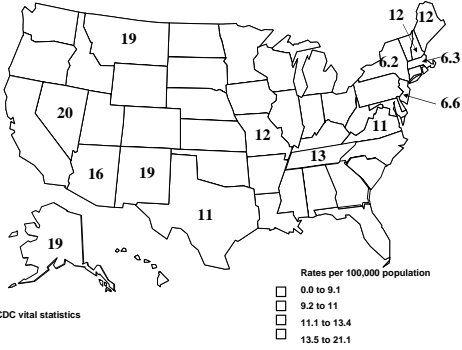 12
12
19
6.2
6.3
6.6
20
11
12
13
16
19
11
19
Rates per 100,000 population
0.0 to 9.1
9.2 to 11
11.1 to 13.4
13.5 to 21.1
CDC vital statistics